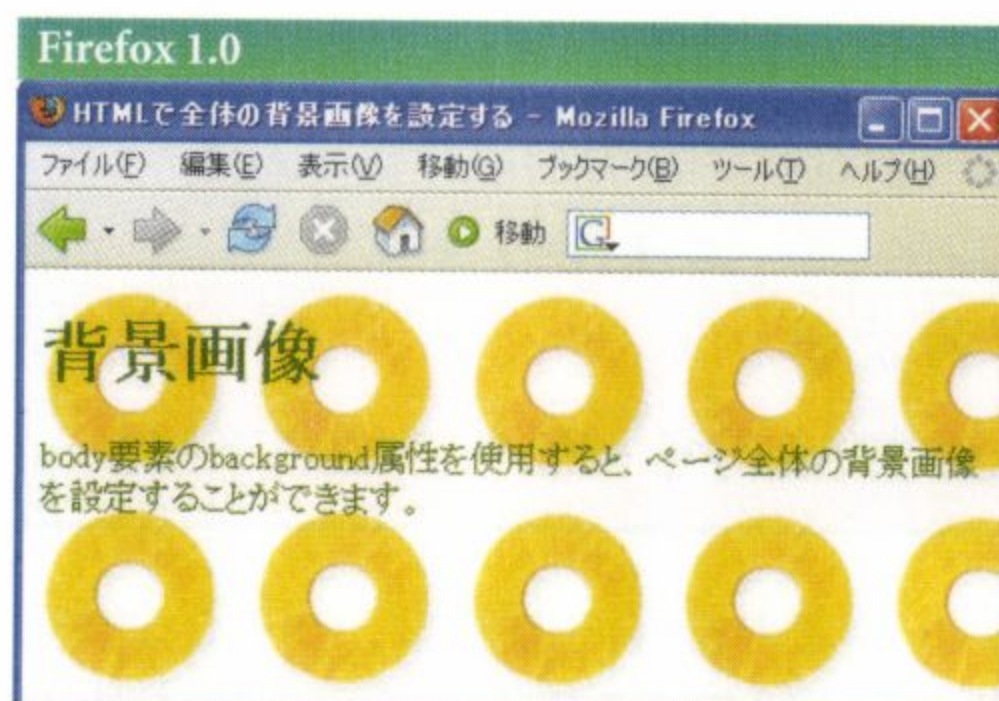 Firefox 1.0
HTMLで全体の背景画像を設定する - Mozilla Firefox
ファイル(F) 編集(E) 表示(V) 移動(G) ブックマーク(B) ツール(T) ヘルプ(H)
移動 G
背景画像
body要素のbackground属性を使用すると、ページ全体の背景画像
を設定することができます。